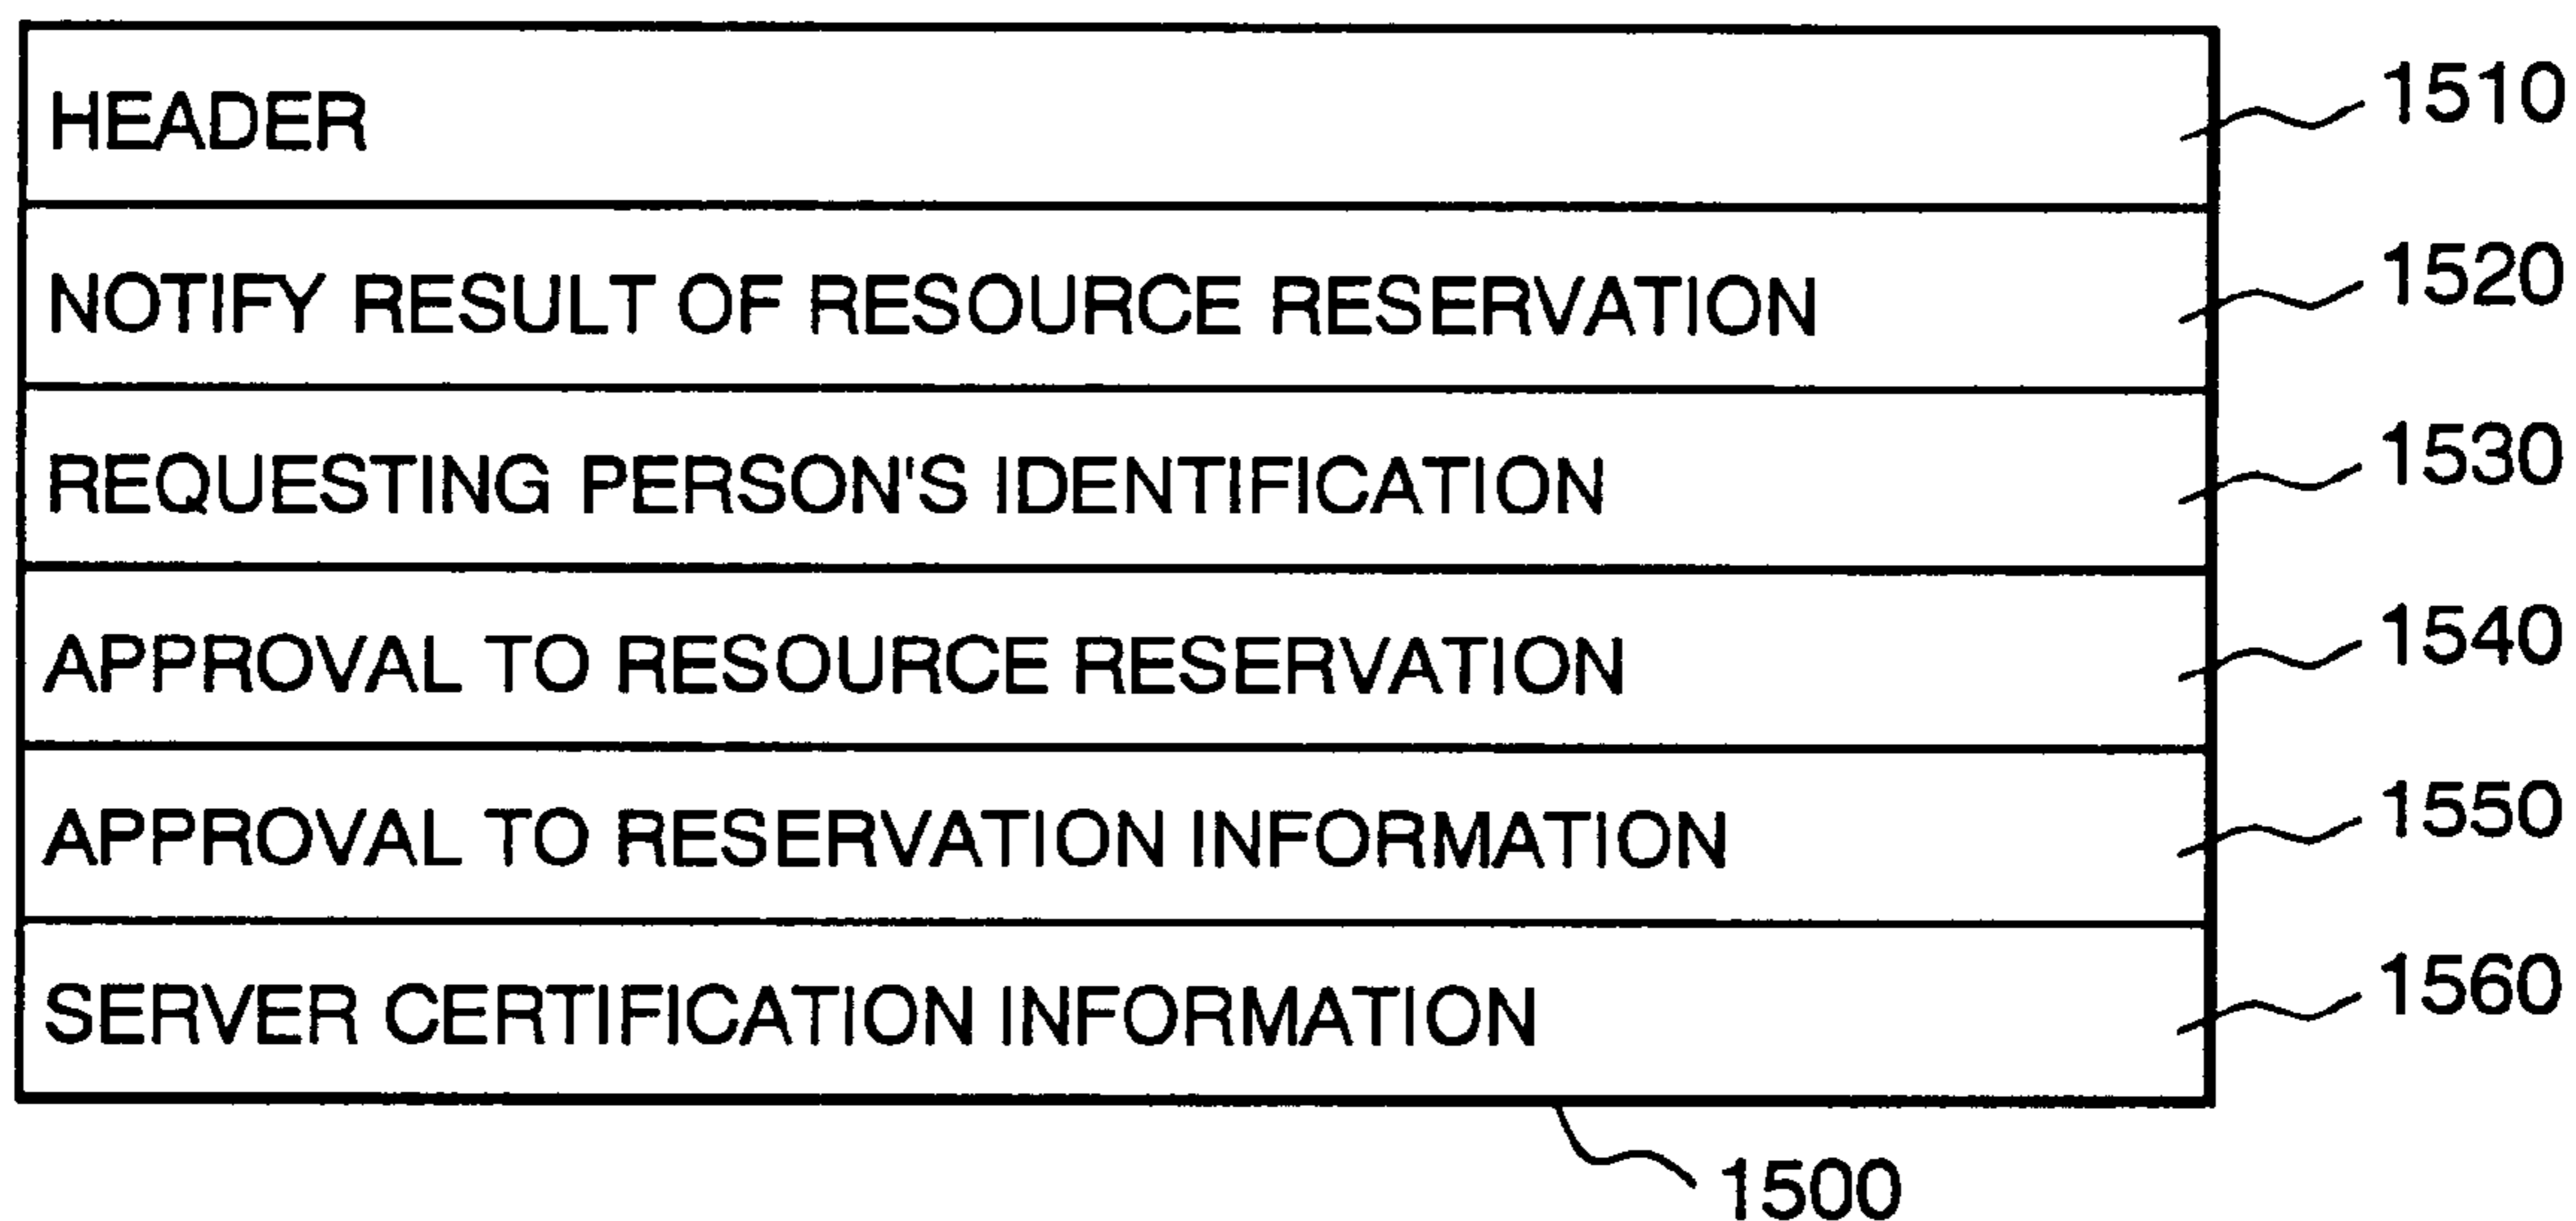 HEADER 1510
NOTIFY RESULT OF RESOURCE RESERVATION 1520
REQUESTING PERSON'S IDENTIFICATION 1530
APPROVAL TO RESOURCE RESERVATION 1540
APPROVAL TO RESERVATION INFORMATION 1550
SERVER CERTIFICATION INFORMATION 1560
1500